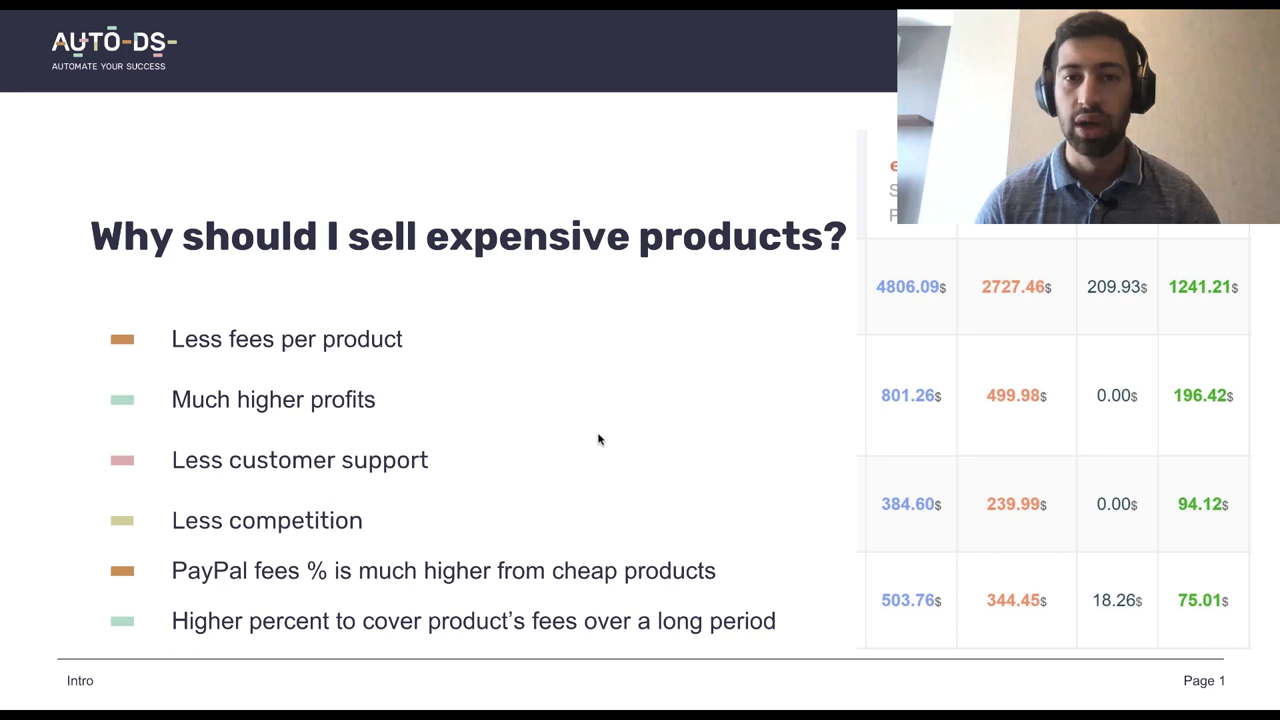 AUTO-DS-
AUTOMATE YOUR SUCCESS
Why should I sell expensive products?
Less fees per product
Much higher profits
Less customer support
Less competition
PayPal fees % is much higher from cheap products
Higher percent to cover product's fees over a long period
4806.09$ 2727.46$ 209.93$ 1241.21$
801.26$ 499.98$ 0.00$ 196.42$
384.60$ 239.99$ 0.00$ 94.12$
503.76$ 344.45$ 18.26$ 75.01$
Intro
Page 1